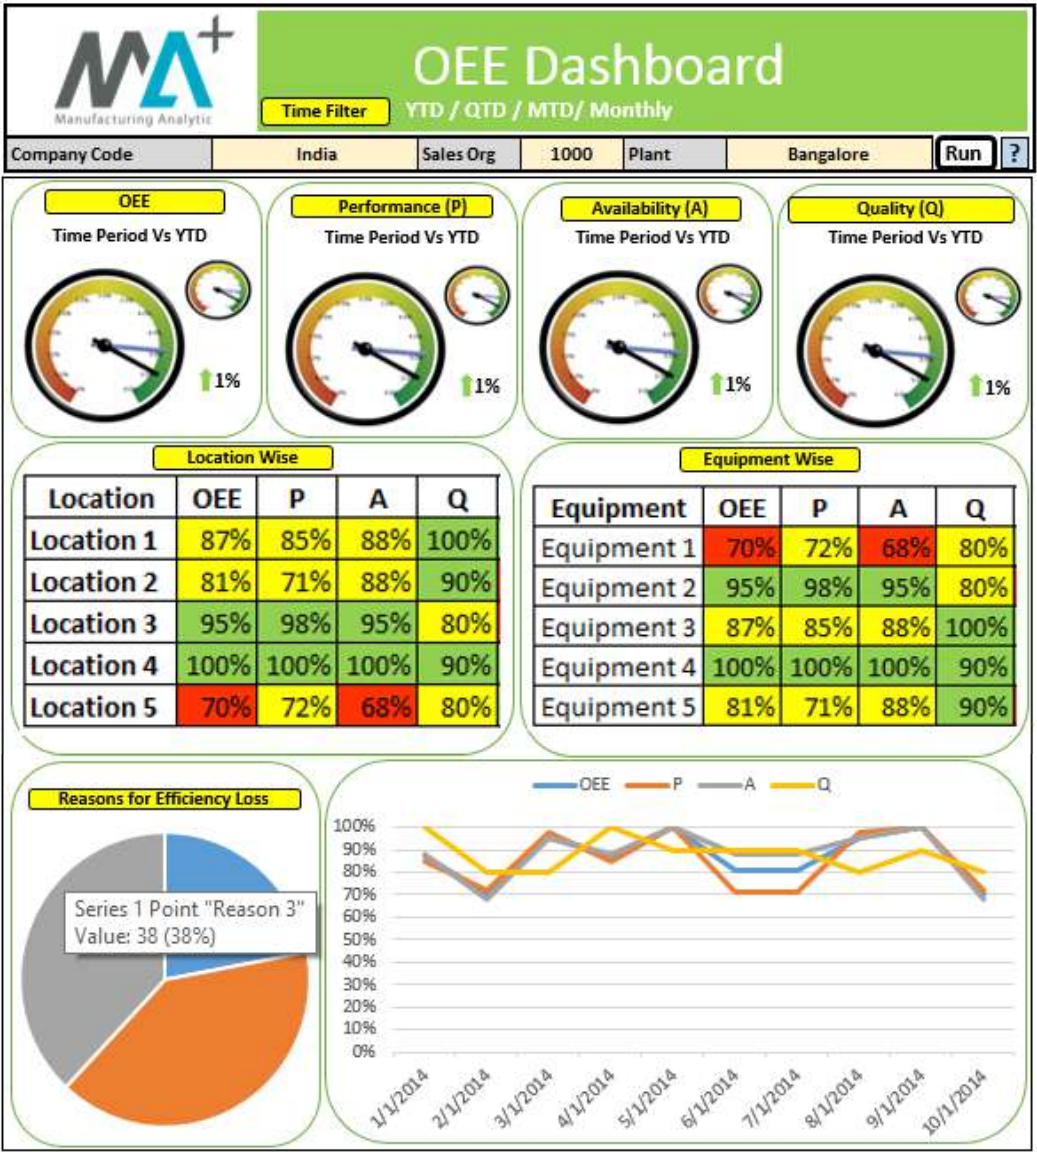 MA+
Manufacturing Analytic
OEE Dashboard
Time Filter YTD / QTD / MTD/ Monthly
Company Code India Sales Org 1000 Plant Bangalore Run ?
OEE Performance (P) Availability (A) Quality (Q)
Time Period Vs YTD Time Period Vs YTD Time Period Vs YTD Time Period Vs YTD
1% 1% 1% 1%
Location Wise
Location OEE P A Q
Location 1 87% 85% 88% 100%
Location 2 81% 71% 88% 90%
Location 3 95% 98% 95% 80%
Location 4 100% 100% 100% 90%
Location 5 70% 72% 68% 80%
Equipment Wise
Equipment OEE P A Q
Equipment 1 70% 72% 68% 80%
Equipment 2 95% 98% 95% 80%
Equipment 3 87% 85% 88% 100%
Equipment 4 100% 100% 100% 90%
Equipment 5 81% 71% 88% 90%
Reasons for Efficiency Loss
Series 1 Point "Reason 3"
Value: 38 (38%)
OEE P A Q
100%
90%
80%
70%
60%
50%
40%
30%
20%
10%
0%
1/1/2014 2/1/2014 3/1/2014 4/1/2014 5/1/2014 6/1/2014 7/1/2014 8/1/2014 9/1/2014 10/1/2014